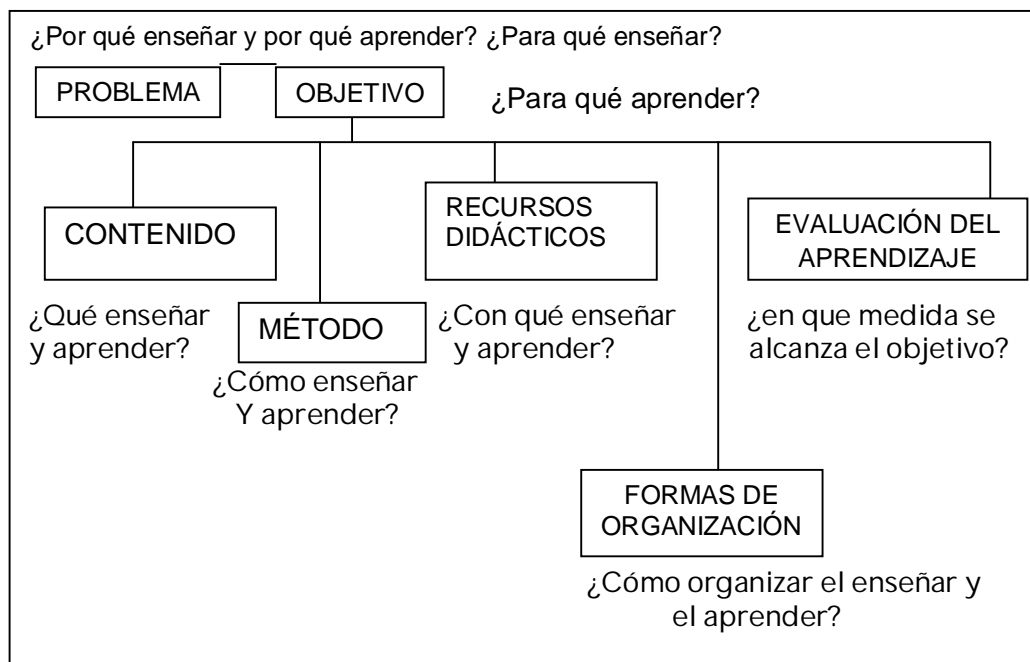 ¿Por qué enseñar y por qué aprender? ¿Para qué enseñar?
PROBLEMA
OBJETIVO
¿Para qué aprender?
CONTENIDO
¿Qué enseñar
y aprender?
MÉTODO
¿Cómo enseñar
Y aprender?
RECURSOS
DIDÁCTICOS
¿Con qué enseñar
y aprender?
EVALUACIÓN DEL
APRENDIZAJE
¿en que medida se
alcanza el objetivo?
FORMAS DE
ORGANIZACIÓN
¿Cómo organizar el enseñar y
el aprender?